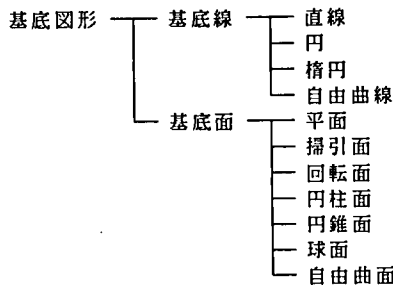 基底図形 基底線 直線
円
楕円
自由曲線
基底面 平面
掃引面
回転面
円柱面
円錐面
球面
自由曲面